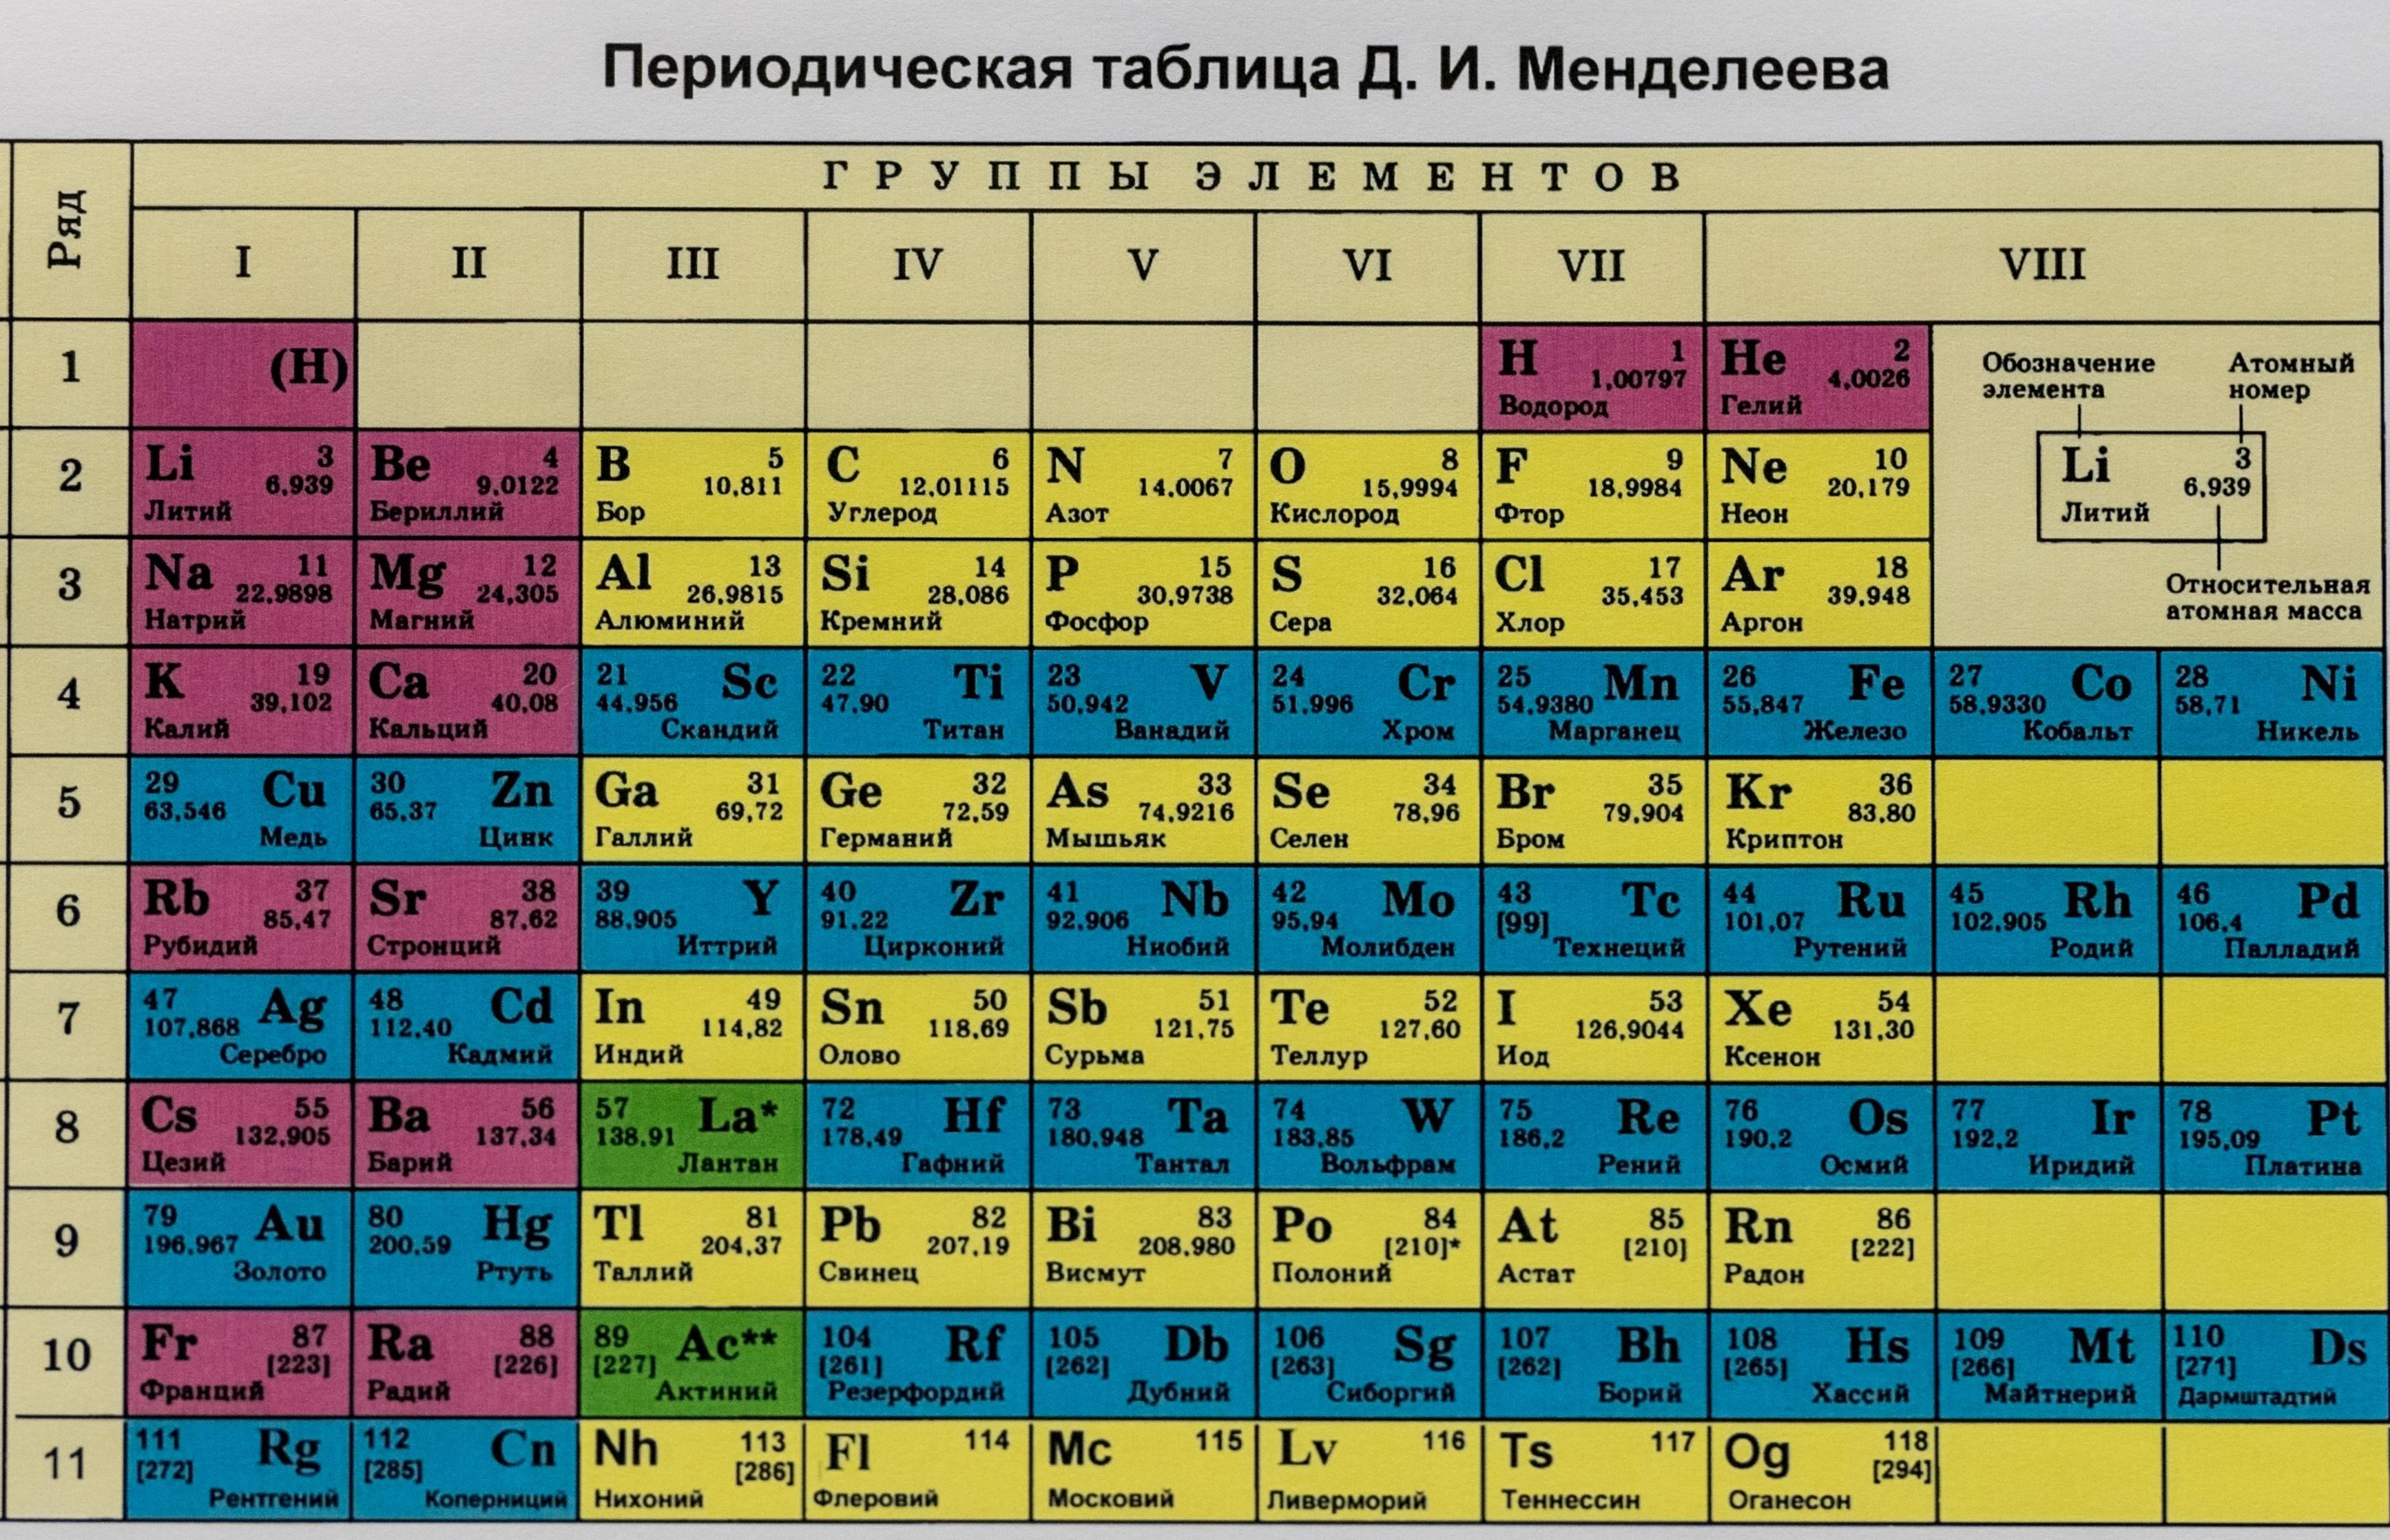 Периодическая таблица Д. И. Менделеева
Ряд
ГРУППЫ ЭЛЕМЕНТОВ
I II III IV V VI VII VIII
1 (H) H 1 He 2
1,00797 4,0026
Водород Гелий
Обозначение элемента
Атомный номер
Li 3
6,939
Литий
Относительная атомная масса
2 Li 3 Be 4 B 5 C 6 N 7 O 8 F 9 Ne 10
6,939 9,0122 10,811 12,01115 14,0067 15,9994 18,9984 20,179
Литий Бериллий Бор Углерод Азот Кислород Фтор Неон
3 Na 11 Mg 12 Al 13 Si 14 P 15 S 16 Cl 17 Ar 18
22,9898 24,305 26,9815 28,086 30,9738 32,064 35,453 39,948
Натрий Магний Алюминий Кремний Фосфор Сера Хлор Аргон
4 K 19 Ca 20 21 Sc 22 Ti 23 V 24 Cr 25 Mn 26 Fe 27 Co 28 Ni
39,102 40,08 44,956 47,90 50,942 51,996 54,9380 55,847 58,9330 58,71
Калий Кальций Скандий Титан Ванадий Хром Марганец Железо Кобальт Никель
5 29 Cu 30 Zn Ga 31 Ge 32 As 33 Se 34 Br 35 Kr 36
63,546 65,37 69,72 72,59 74,9216 78,96 79,904 83,80
Медь Цинк Галлий Германий Мышьяк Селен Бром Криптон
6 Rb 37 Sr 38 39 Y 40 Zr 41 Nb 42 Mo 43 Tc 44 Ru 45 Rh 46 Pd
85,47 87,62 88,905 91,22 92,906 95,94 [99] 101,07 102,905 106,4
Рубидий Стронций Иттрий Цирконий Ниобий Молибден Технеций Рутений Родий Палладий
7 47 Ag 48 Cd In 49 Sn 50 Sb 51 Te 52 I 53 Xe 54
107,868 112,40 114,82 118,69 121,75 127,60 126,9044 131,30
Серебро Кадмий Индий Олово Сурьма Теллур Иод Ксенон
8 Cs 55 Ba 56 57 La* 72 Hf 73 Ta 74 W 75 Re 76 Os 77 Ir 78 Pt
132,905 137,34 138,91 178,49 180,948 183,85 186,2 190,2 192,2 195,09
Цезий Барий Лантан Гафний Тантал Вольфрам Рений Осмий Иридий Платина
9 79 Au 80 Hg Tl 81 Pb 82 Bi 83 Po 84 At 85 Rn 86
196,967 200,59 204,37 207,19 208,980 [210]* [210] [222]
Золото Ртуть Таллий Свинец Висмут Полоний Астат Радон
10 Fr 87 Ra 88 89 Ac** 104 Rf 105 Db 106 Sg 107 Bh 108 Hs 109 Mt 110 Ds
[223] [226] [227] [261] [262] [263] [262] [265] [266] [271]
Франций Радий Актиний Резерфордий Дубний Сиборгий Борий Хассий Майтнерий Дармштадтий
11 111 Rg 112 Cn Nh 113 Fl 114 Mc 115 Lv 116 Ts 117 Og 118
[272] [285] [286] [294]
Рентгений Коперниций Нихоний Флеровий Московий Ливерморий Теннессин Оганесон